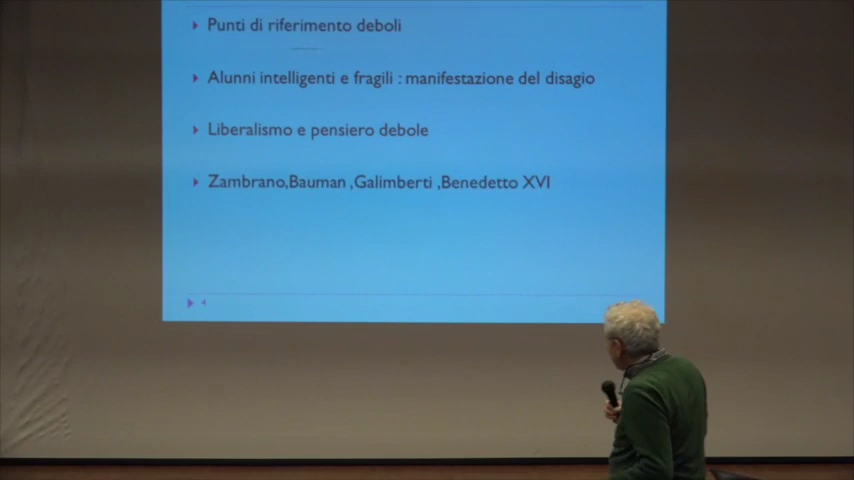 Punti di riferimento deboli
Alunni intelligenti e fragili : manifestazione del disagio
Liberalismo e pensiero debole
Zambrano,Bauman ,Galimberti ,Benedetto XVI